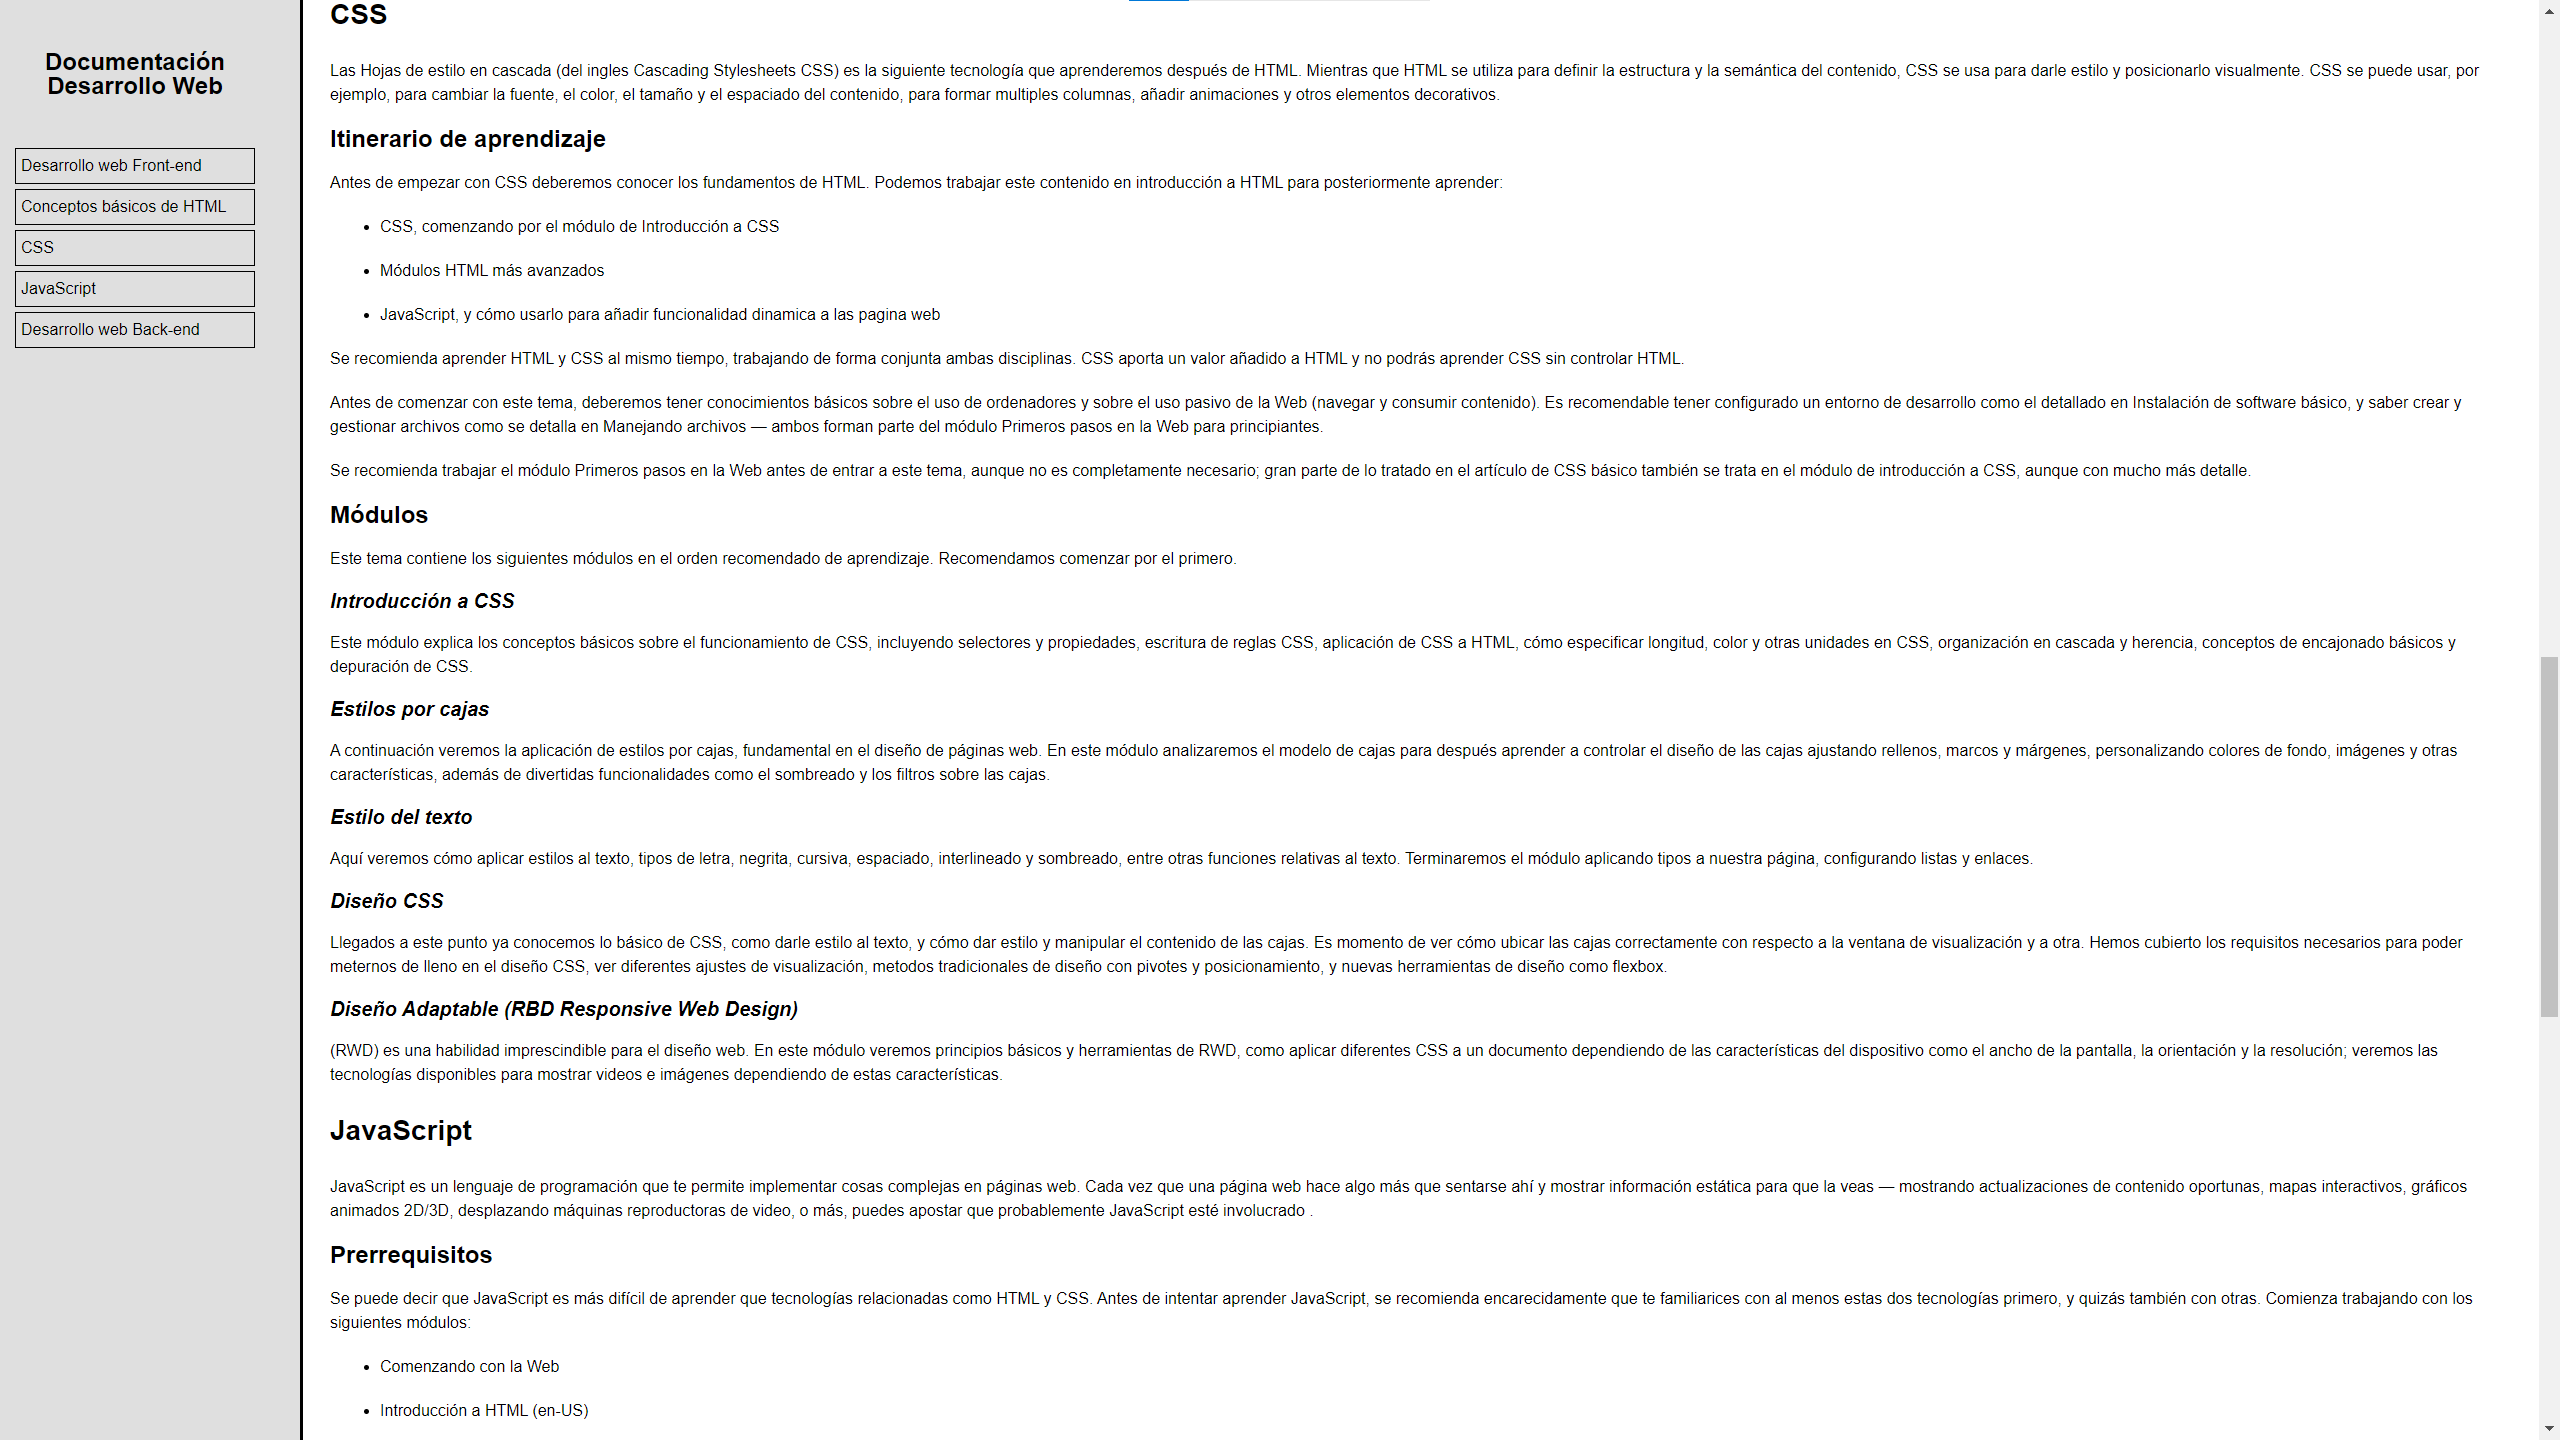 Documentación
Desarrollo Web
Desarrollo web Front-end
Conceptos básicos de HTML
CSS
JavaScript
Desarrollo web Back-end
CSS
Las Hojas de estilo en cascada (del ingles Cascading Stylesheets CSS) es la siguiente tecnología que aprenderemos después de HTML. Mientras que HTML se utiliza para definir la estructura y la semántica del contenido, CSS se usa para darle estilo y posicionarlo visualmente. CSS se puede usar, por
ejemplo, para cambiar la fuente, el color, el tamaño y el espaciado del contenido, para formar multiples columnas, añadir animaciones y otros elementos decorativos.
Itinerario de aprendizaje
Antes de empezar con CSS deberemos conocer los fundamentos de HTML. Podemos trabajar este contenido en introducción a HTML para posteriormente aprender:
• CSS, comenzando por el módulo de Introducción a CSS
• Módulos HTML más avanzados
• JavaScript, y cómo usarlo para añadir funcionalidad dinamica a las pagina web
Se recomienda aprender HTML y CSS al mismo tiempo, trabajando de forma conjunta ambas disciplinas. CSS aporta un valor añadido a HTML y no podrás aprender CSS sin controlar HTML.
Antes de comenzar con este tema, deberemos tener conocimientos básicos sobre el uso de ordenadores y sobre el uso pasivo de la Web (navegar y consumir contenido). Es recomendable tener configurado un entorno de desarrollo como el detallado en Instalación de software básico, y saber crear y
gestionar archivos como se detalla en Manejando archivos — ambos forman parte del módulo Primeros pasos en la Web para principiantes.
Se recomienda trabajar el módulo Primeros pasos en la Web antes de entrar a este tema, aunque no es completamente necesario; gran parte de lo tratado en el artículo de CSS básico también se trata en el módulo de introducción a CSS, aunque con mucho más detalle.
Módulos
Este tema contiene los siguientes módulos en el orden recomendado de aprendizaje. Recomendamos comenzar por el primero.
Introducción a CSS
Este módulo explica los conceptos básicos sobre el funcionamiento de CSS, incluyendo selectores y propiedades, escritura de reglas CSS, aplicación de CSS a HTML, cómo especificar longitud, color y otras unidades en CSS, organización en cascada y herencia, conceptos de encajonado básicos y
depuración de CSS.
Estilos por cajas
A continuación veremos la aplicación de estilos por cajas, fundamental en el diseño de páginas web. En este módulo analizaremos el modelo de cajas para después aprender a controlar el diseño de las cajas ajustando rellenos, marcos y márgenes, personalizando colores de fondo, imágenes y otras
características, además de divertidas funcionalidades como el sombreado y los filtros sobre las cajas.
Estilo del texto
Aquí veremos cómo aplicar estilos al texto, tipos de letra, negrita, cursiva, espaciado, interlineado y sombreado, entre otras funciones relativas al texto. Terminaremos el módulo aplicando tipos a nuestra página, configurando listas y enlaces.
Diseño CSS
Llegados a este punto ya conocemos lo básico de CSS, como darle estilo al texto, y cómo dar estilo y manipular el contenido de las cajas. Es momento de ver cómo ubicar las cajas correctamente con respecto a la ventana de visualización y a otra. Hemos cubierto los requisitos necesarios para poder
meternos de lleno en el diseño CSS, ver diferentes ajustes de visualización, metodos tradicionales de diseño con pivotes y posicionamiento, y nuevas herramientas de diseño como flexbox.
Diseño Adaptable (RBD Responsive Web Design)
(RWD) es una habilidad imprescindible para el diseño web. En este módulo veremos principios básicos y herramientas de RWD, como aplicar diferentes CSS a un documento dependiendo de las características del dispositivo como el ancho de la pantalla, la orientación y la resolución; veremos las
tecnologías disponibles para mostrar videos e imágenes dependiendo de estas características.
JavaScript
JavaScript es un lenguaje de programación que te permite implementar cosas complejas en páginas web. Cada vez que una página web hace algo más que sentarse ahí y mostrar información estática para que la veas — mostrando actualizaciones de contenido oportunas, mapas interactivos, gráficos
animados 2D/3D, desplazando máquinas reproductoras de video, o más, puedes apostar que probablemente JavaScript esté involucrado .
Prerrequisitos
Se puede decir que JavaScript es más difícil de aprender que tecnologías relacionadas como HTML y CSS. Antes de intentar aprender JavaScript, se recomienda encarecidamente que te familiarices con al menos estas dos tecnologías primero, y quizás también con otras. Comienza trabajando con los
siguientes módulos:
• Comenzando con la Web
• Introducción a HTML (en-US)